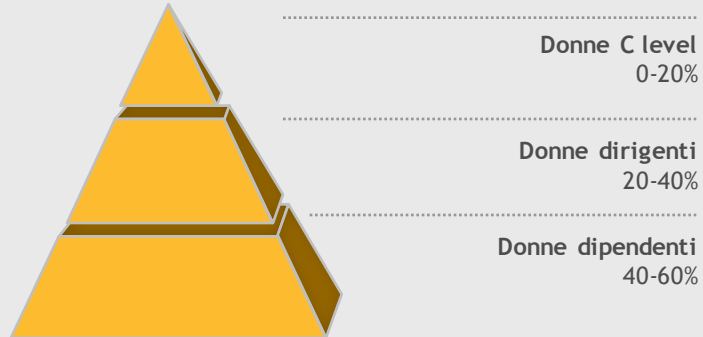 Donne C level
0-20%
Donne dirigenti
20-40%
Donne dipendenti
40-60%